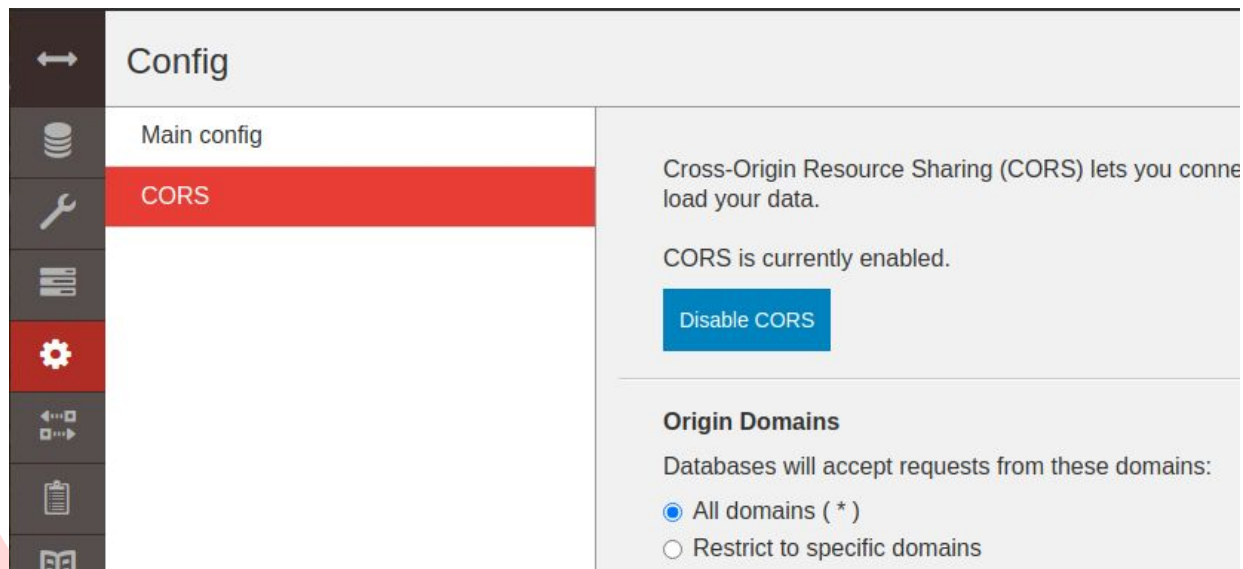 Config
Main config
CORS
Cross-Origin Resource Sharing (CORS) lets you
load your data.
CORS is currently enabled.
Disable CORS
Origin Domains
Databases will accept requests from these domains:
All domains ( * )
Restrict to specific domains